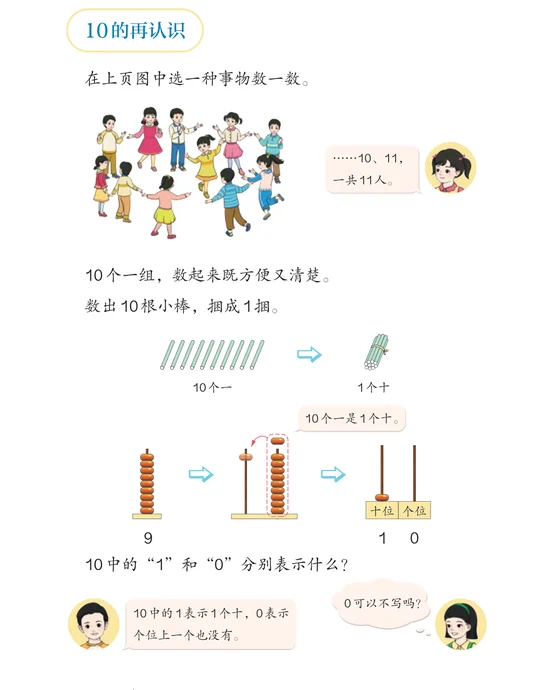 10的再认识
在上页图中选一种事物数一数。
……10、11，
一共11人。
10个一组，数起来既方便又清楚。
数出10根小棒，捆成1捆。
10个一
1个十
10个一是1个十。
十位 个位
9
1 0
10中的“1”和“0”分别表示什么？
10中的1表示1个十，0表示
个位上一个也没有。
0可以不写吗？